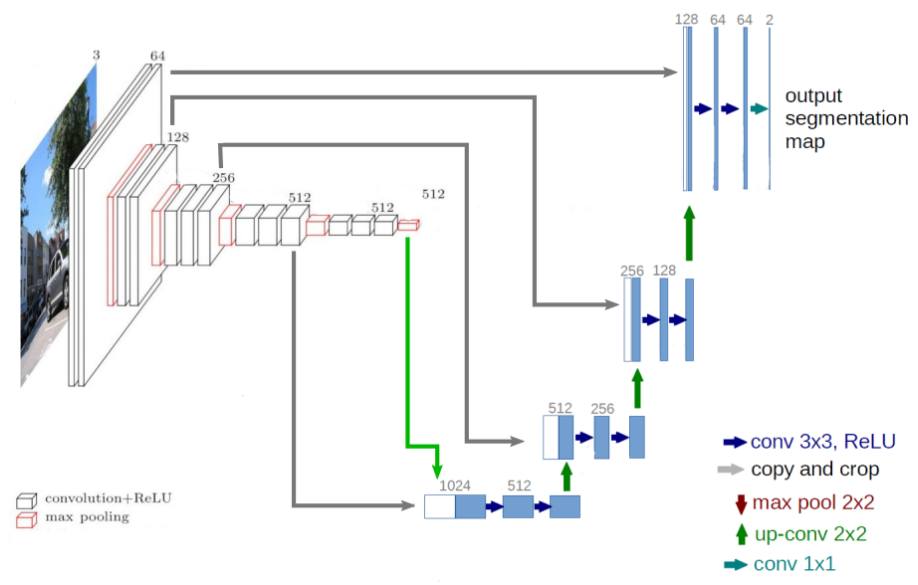 3
64
128
256
512
512
512
128
64
64
2
output
segmentation
map
256
128
512
256
1024
512
convolution+ReLU
max pooling
conv 3x3, ReLU
copy and crop
max pool 2x2
up-conv 2x2
conv 1x1